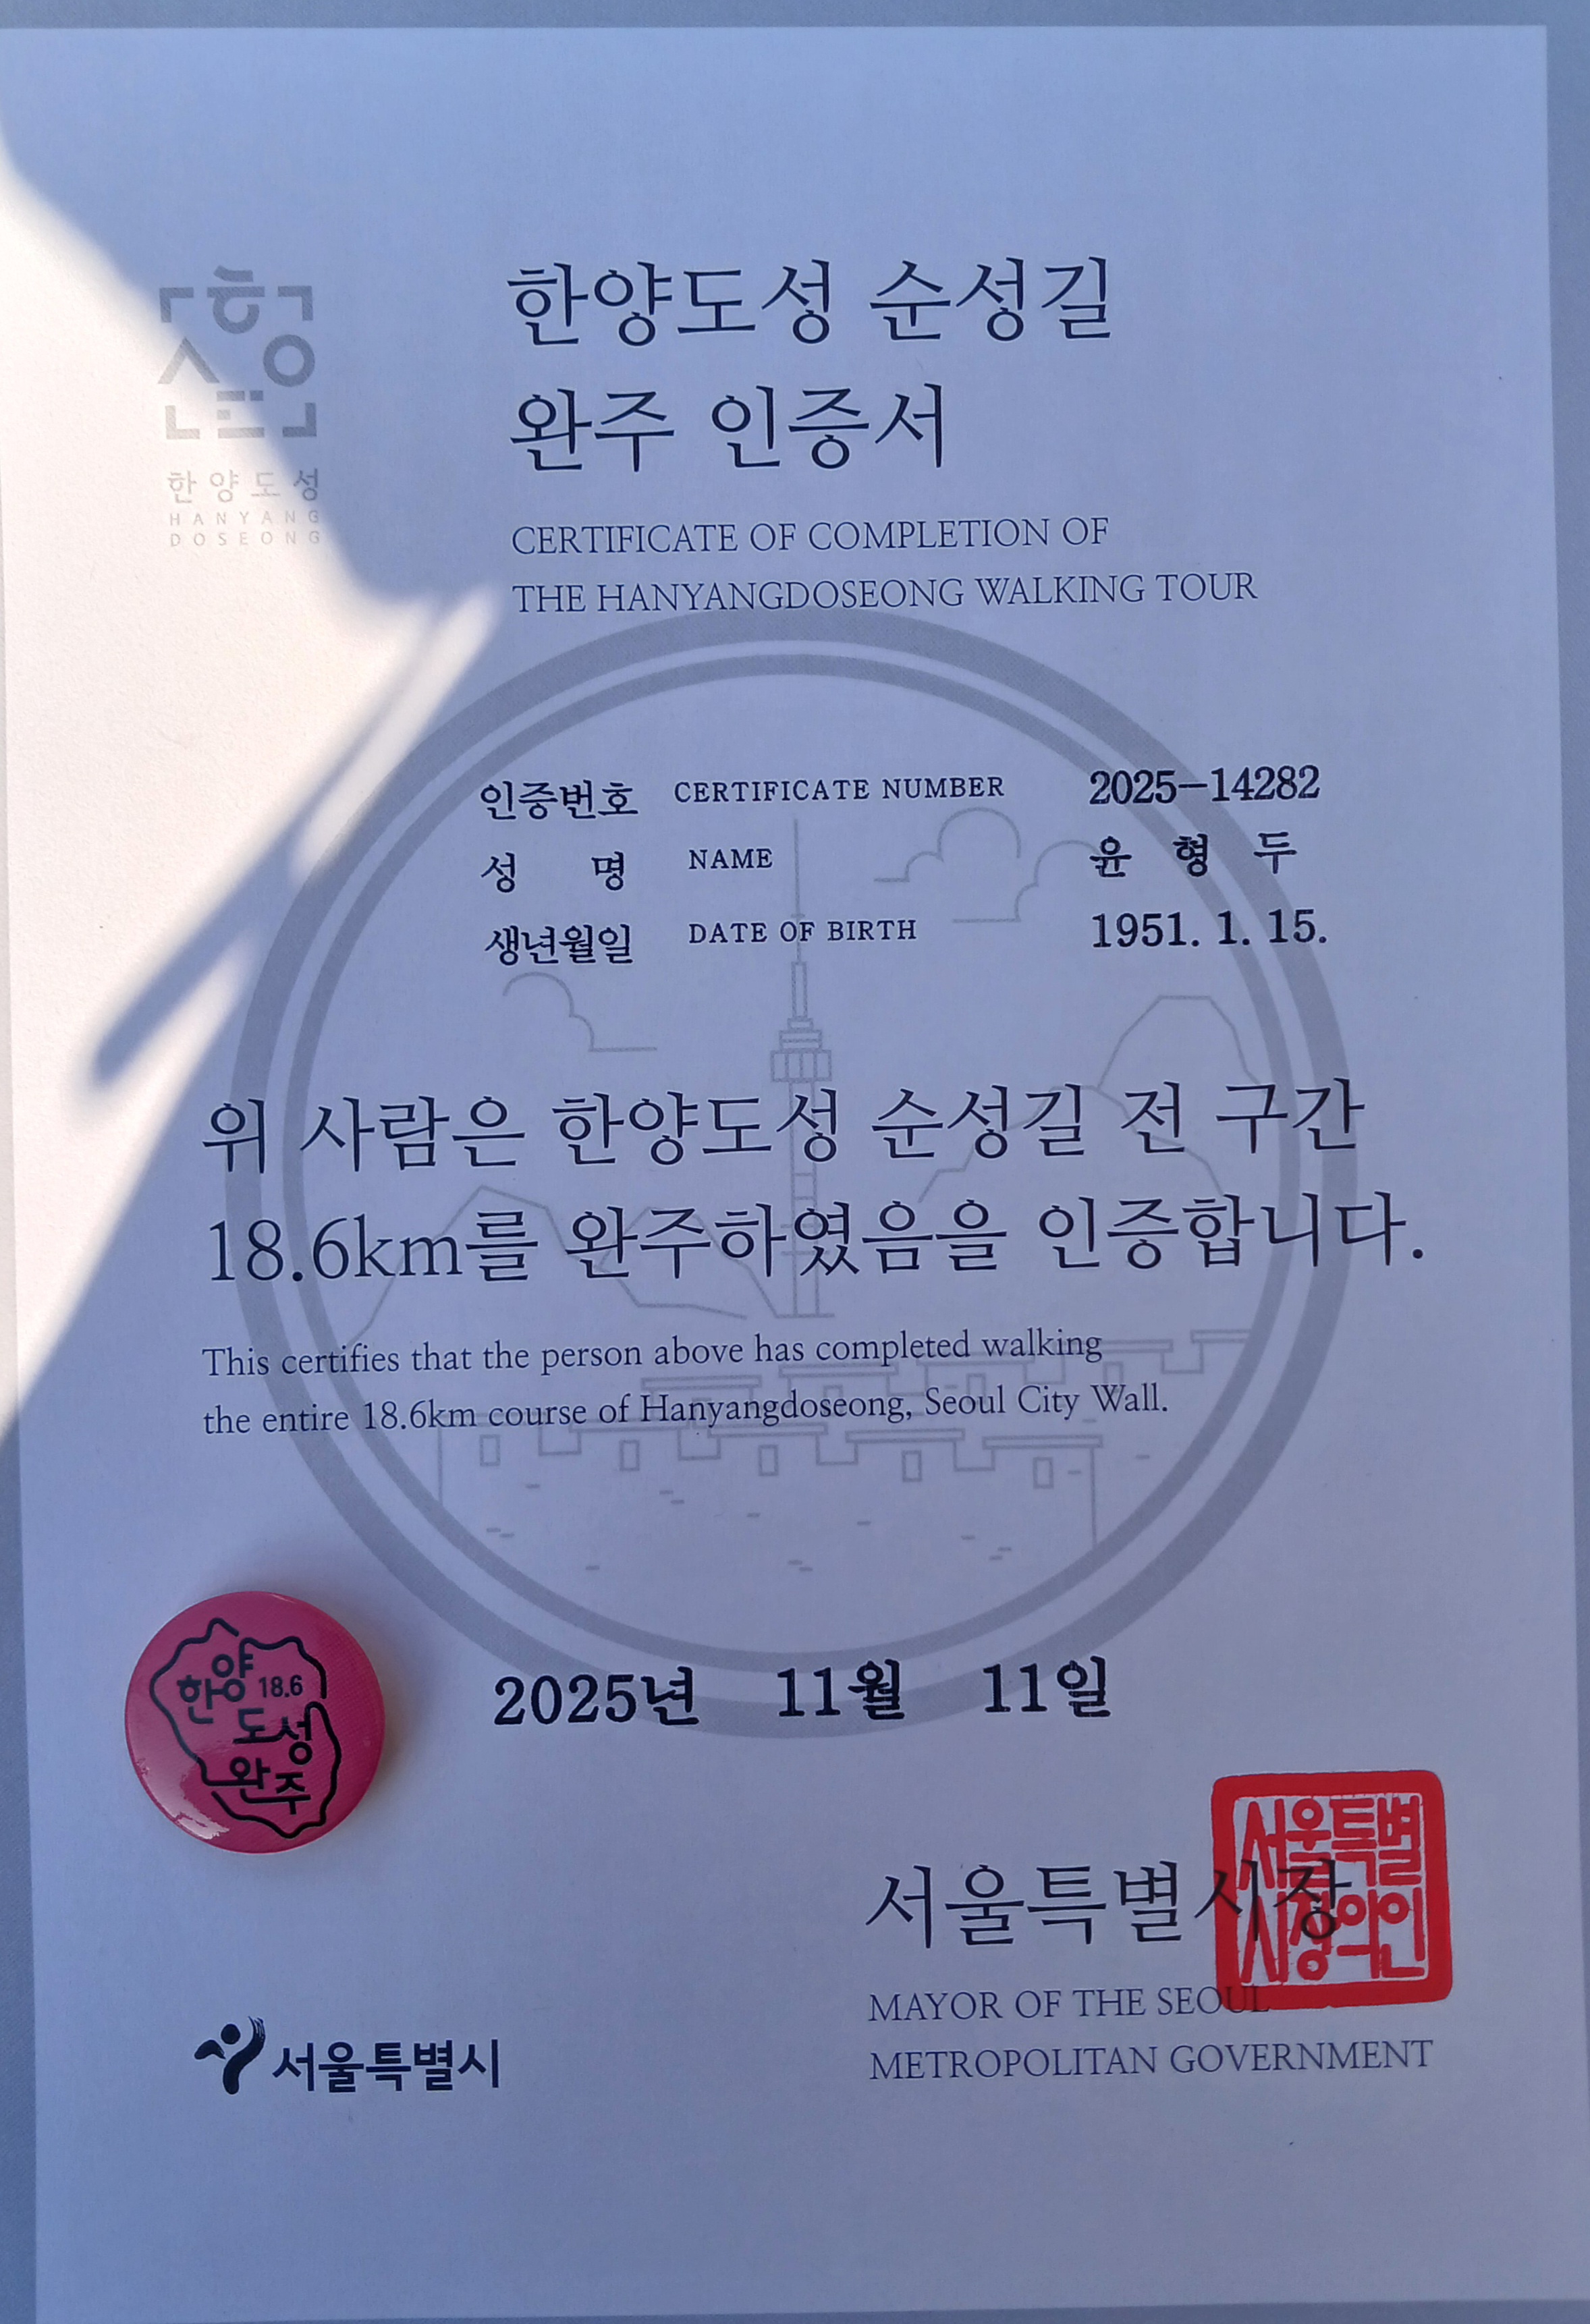 한양도성
HANYANG
DOSEONG
한양도성 순성길
완주 인증서
CERTIFICATE OF COMPLETION OF
THE HANYANGDOSEONG WALKING TOUR
인증번호 CERTIFICATE NUMBER 2025-14282
성 명 NAME 윤 형 두
생년월일 DATE OF BIRTH 1951. 1. 15.
위 사람은 한양도성 순성길 전 구간
18.6km를 완주하였음을 인증합니다.
This certifies that the person above has completed walking
the entire 18.6km course of Hanyangdoseong, Seoul City Wall.
한양 18.6
도성
완주
2025년 11월 11일
서울특별시장
서울특별
시장의인
MAYOR OF THE SEOUL
METROPOLITAN GOVERNMENT
서울특별시